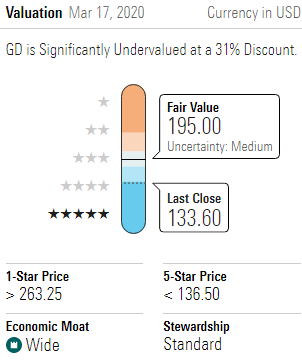 Valuation Mar 17, 2020 Currency in USD
GD is Significantly Undervalued at a 31% Discount.
Fair Value
195.00
Uncertainty: Medium
Last Close
133.60
1-Star Price 5-Star Price
> 263.25 < 136.50
Economic Moat Stewardship
Wide Standard